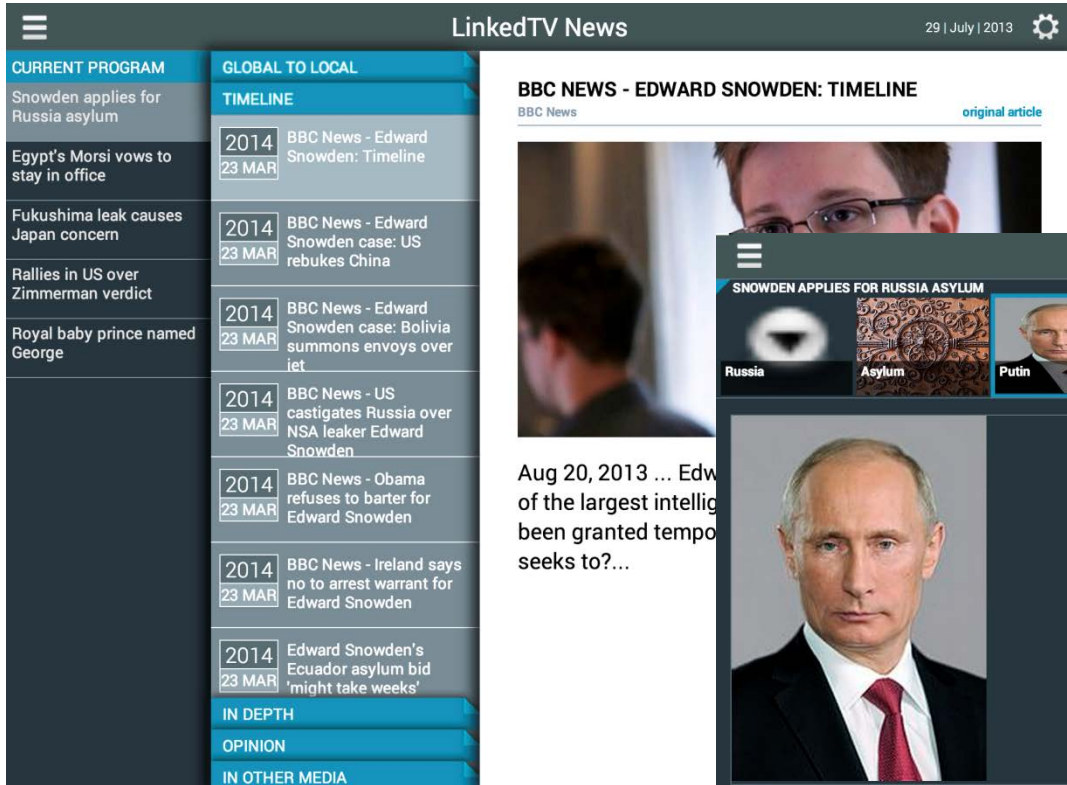 LinkedTV News
29 | July | 2013
CURRENT PROGRAM
Snowden applies for
Russia asylum
Egypt's Morsi vows to
stay in office
Fukushima leak causes
Japan concern
Rallies in US over
Zimmerman verdict
Royal baby prince named
George
GLOBAL TO LOCAL
TIMELINE
2014
23 MAR
BBC News - Edward
Snowden: Timeline
2014
23 MAR
BBC News - Edward
Snowden case: US
rebukes China
2014
23 MAR
BBC News - Edward
Snowden case: Bolivia
summons envoys over
jet
2014
23 MAR
BBC News - US
castigates Russia over
NSA leaker Edward
Snowden
2014
23 MAR
BBC News - Obama
refuses to barter for
Edward Snowden
2014
23 MAR
BBC News - Ireland says
no to arrest warrant for
Edward Snowden
2014
23 MAR
Edward Snowden's
Ecuador asylum bid
'might take weeks'
IN DEPTH
OPINION
IN OTHER MEDIA
BBC NEWS - EDWARD SNOWDEN: TIMELINE
BBC News
original article
Aug 20, 2013 ... Edw
of the largest intellig
been granted tempo
seeks to?...
SNOWDEN APPLIES FOR RUSSIA ASYLUM
Russia
Asylum
Putin